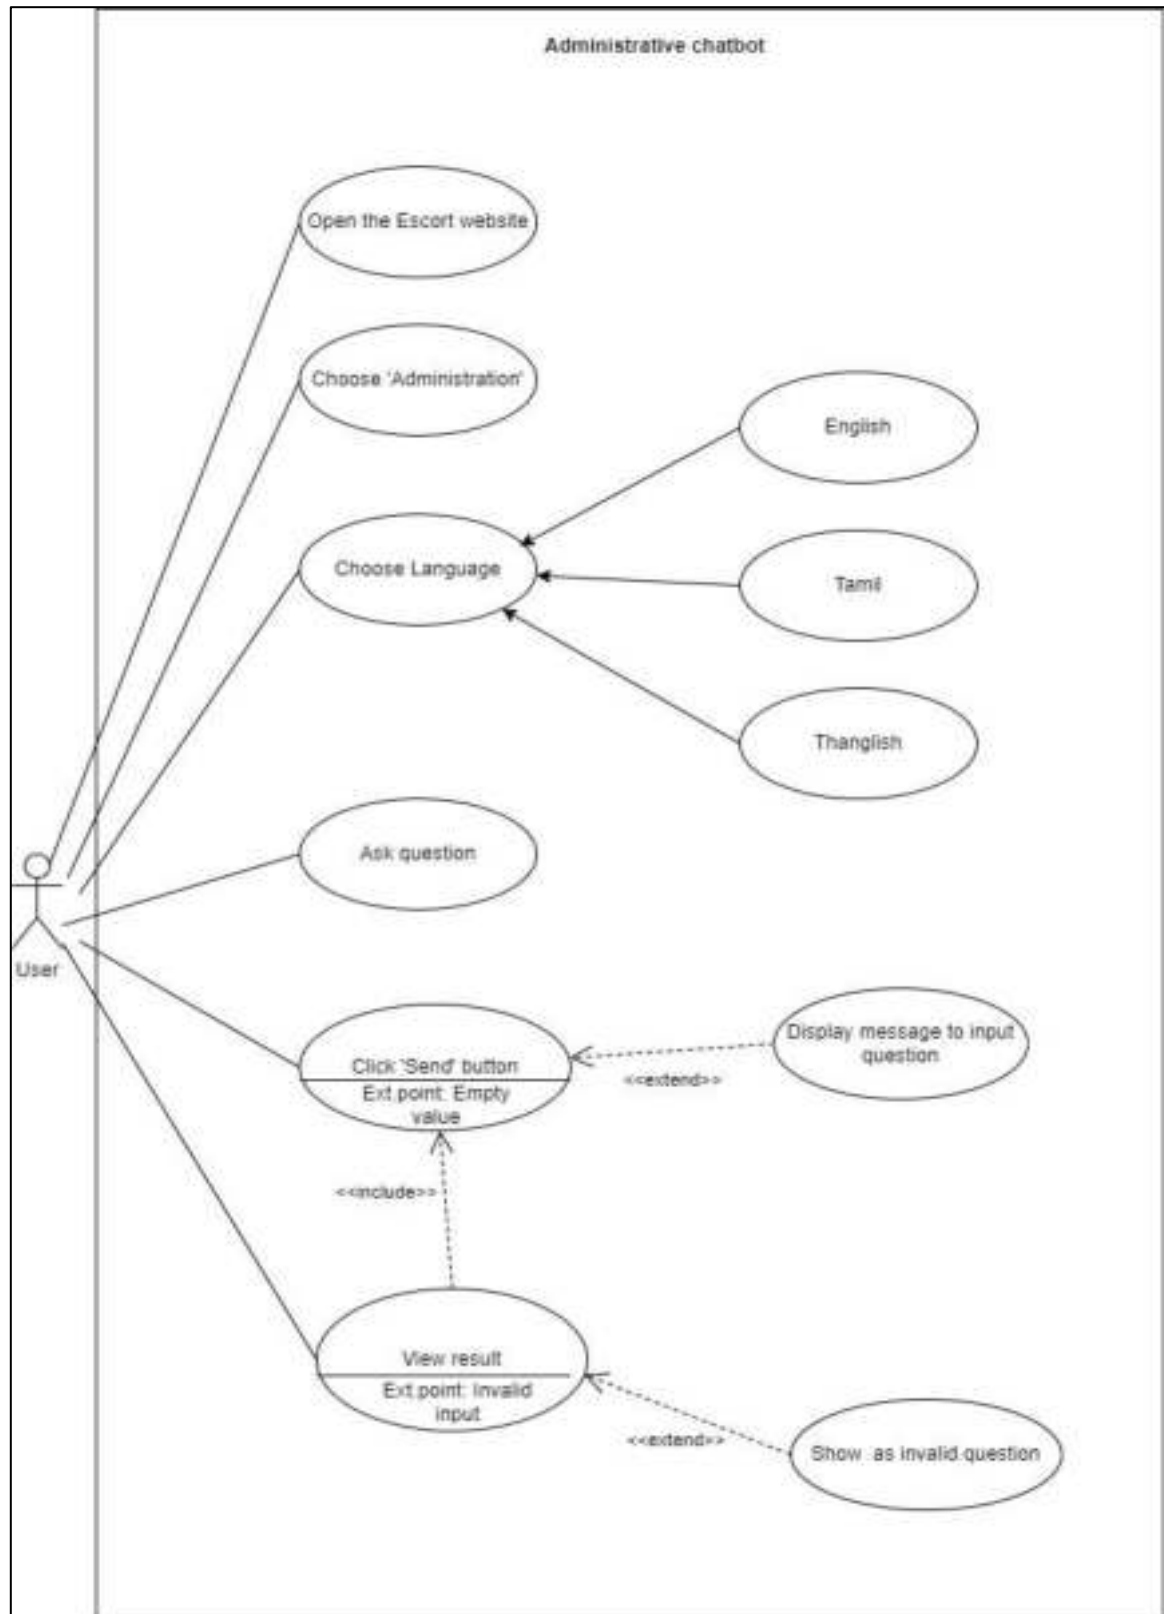 Administrative chatbot
Open the Escort website
Choose 'Administration'
English
Choose Language
Tamil
Thanglish
Ask question
User
Display message to input
question
Click 'Send' button
<<extend>>
Ext.point: Empty
value
<<include>>
View result
Ext.point: Invalid
input
<<extend>>
Show as invalid question